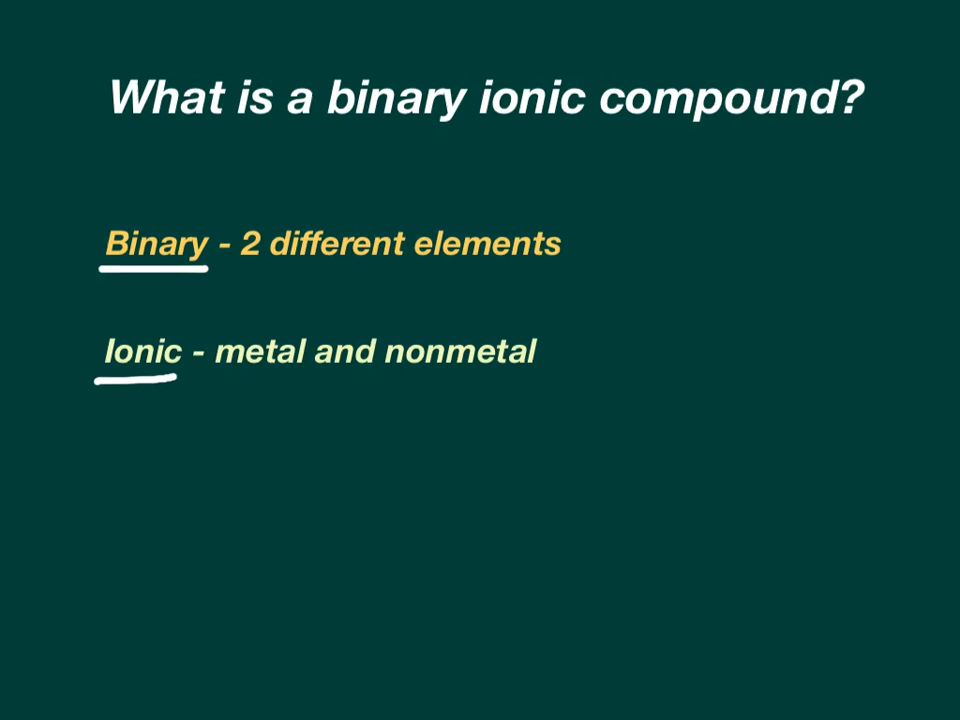 What is a binary ionic compound?
Binary - 2 different elements
Ionic - metal and nonmetal